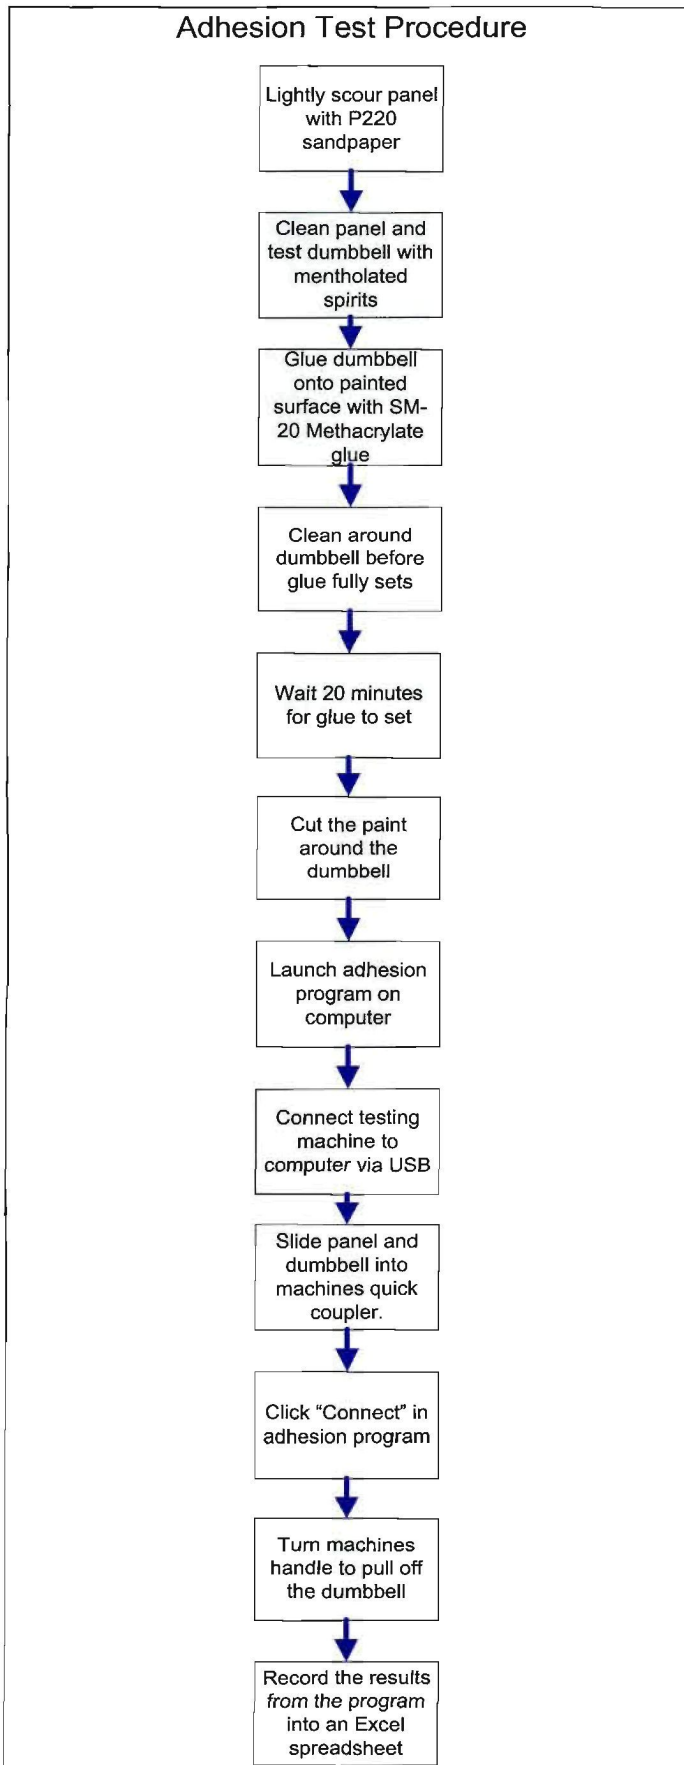 Adhesion Test Procedure
Lightly scour panel
with P220
sandpaper
Clean panel and
test dumbbell with
mentholated
spirits
Glue dumbbell
onto painted
surface with SM-
20 Methacrylate
glue
Clean around
dumbbell before
glue fully sets
Wait 20 minutes
for glue to set
Cut the paint
around the
dumbbell
Launch adhesion
program on
computer
Connect testing
machine to
computer via USB
Slide panel and
dumbbell into
machines quick
coupler.
Click “Connect” in
adhesion program
Turn machines
handle to pull off
the dumbbell
Record the results
from the program
into an Excel
spreadsheet